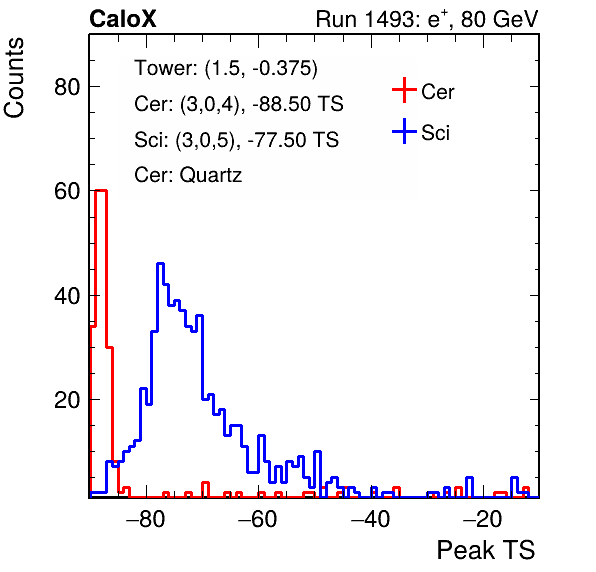 CaloX Run 1493: e⁺, 80 GeV
Counts
Tower: (1.5, -0.375)
Cer: (3,0,4), -88.50 TS
Sci: (3,0,5), -77.50 TS
Cer: Quartz
Cer
Sci
80
60
40
20
−80 −60 −40 −20
Peak TS